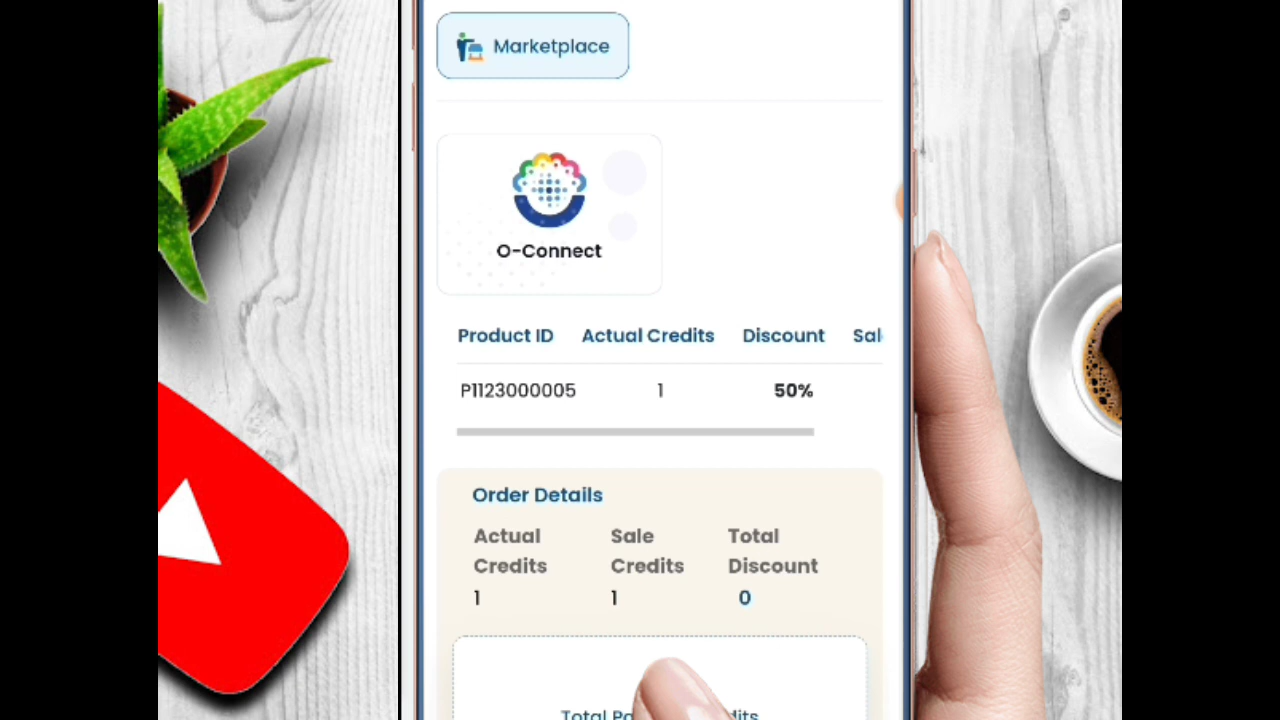 Marketplace
O-Connect
Product ID Actual Credits Discount
P1123000005 1 50%
Order Details
Actual Sale Total
Credits Credits Discount
1 1 0
Total